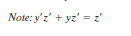 Note: y'z' + yz' = z'